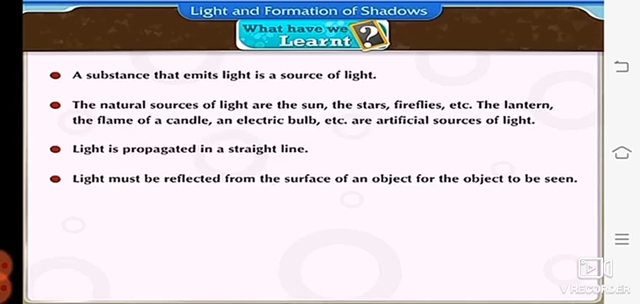 Light and Formation of Shadows
What have we
Learnt ?
A substance that emits light is a source of light.
The natural sources of light are the sun, the stars, fireflies, etc. The lantern,
the flame of a candle, an electric bulb, etc. are artificial sources of light.
Light is propagated in a straight line.
Light must be reflected from the surface of an object for the object to be seen.
V RECORDER